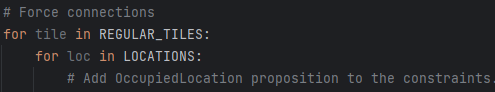 # Force connections
for tile in REGULAR_TILES:
for loc in LOCATIONS:
# Add OccupiedLocation proposition to the constraints.